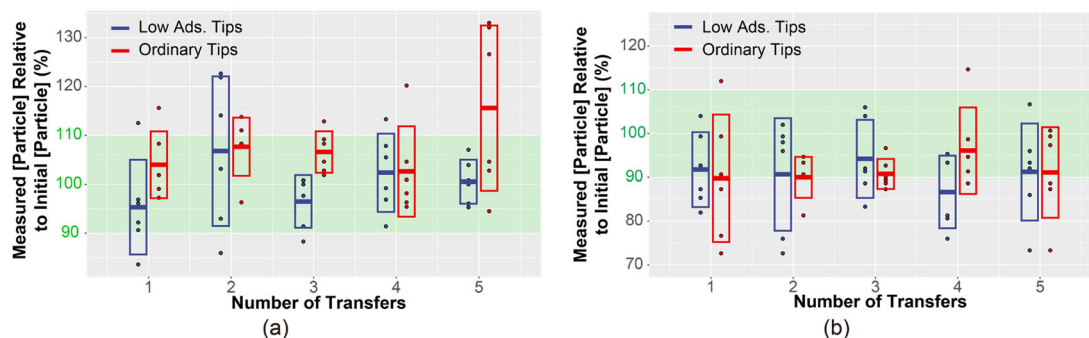 Measured [Particle] Relative
to Initial [Particle] (%)
130
120
110
100
90
Low Ads. Tips
Ordinary Tips
1 2 3 4 5
Number of Transfers
(a)
Measured [Particle] Relative
to Initial [Particle] (%)
120
110
100
90
80
70
Low Ads. Tips
Ordinary Tips
1 2 3 4 5
Number of Transfers
(b)